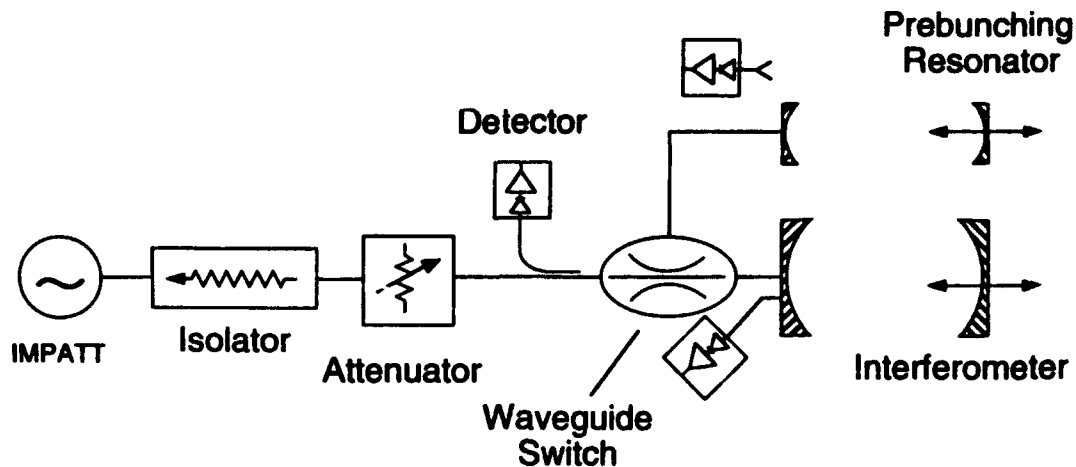 Prebunching
Resonator
Detector
IMPATT
Isolator
Attenuator
Waveguide
Switch
Interferometer